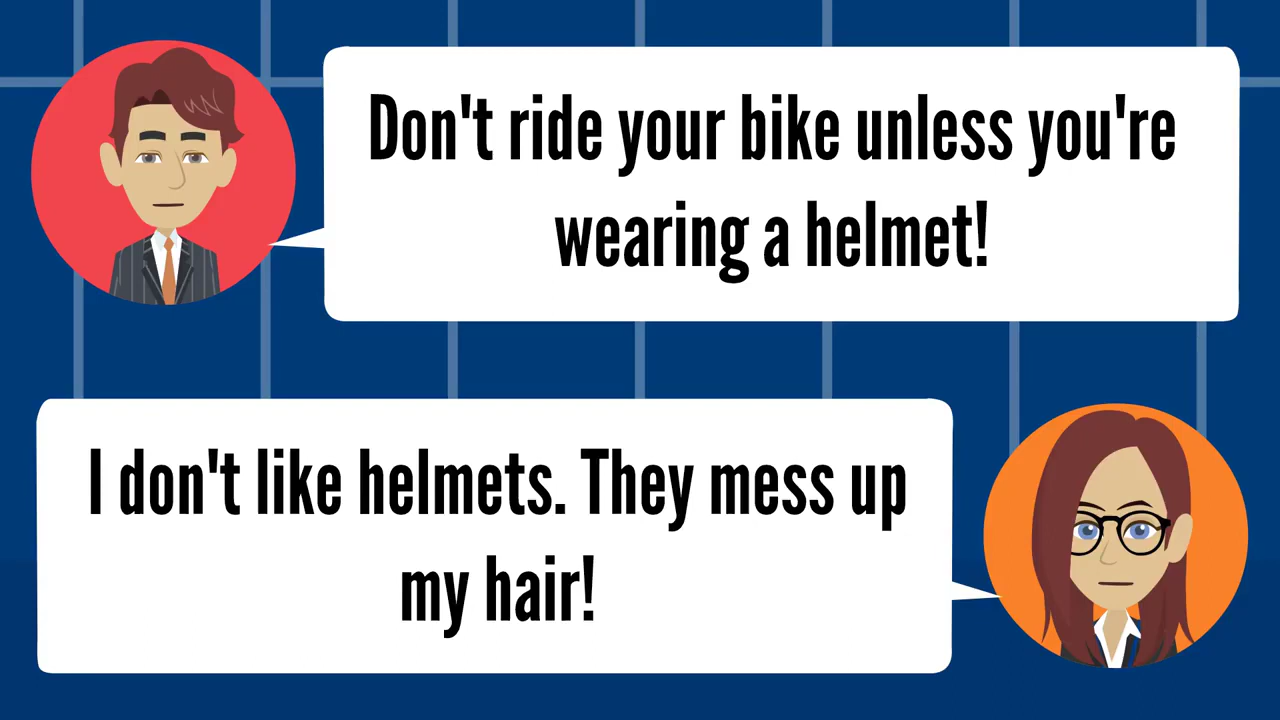 Don't ride your bike unless you're
wearing a helmet!
I don't like helmets. They mess up
my hair!